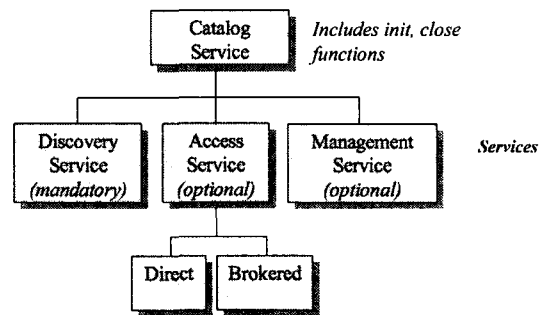 Catalog
Service
Includes init, close
functions
Discovery
Service
(mandatory)
Access
Service
(optional)
Management
Service
(optional)
Services
Direct
Brokered